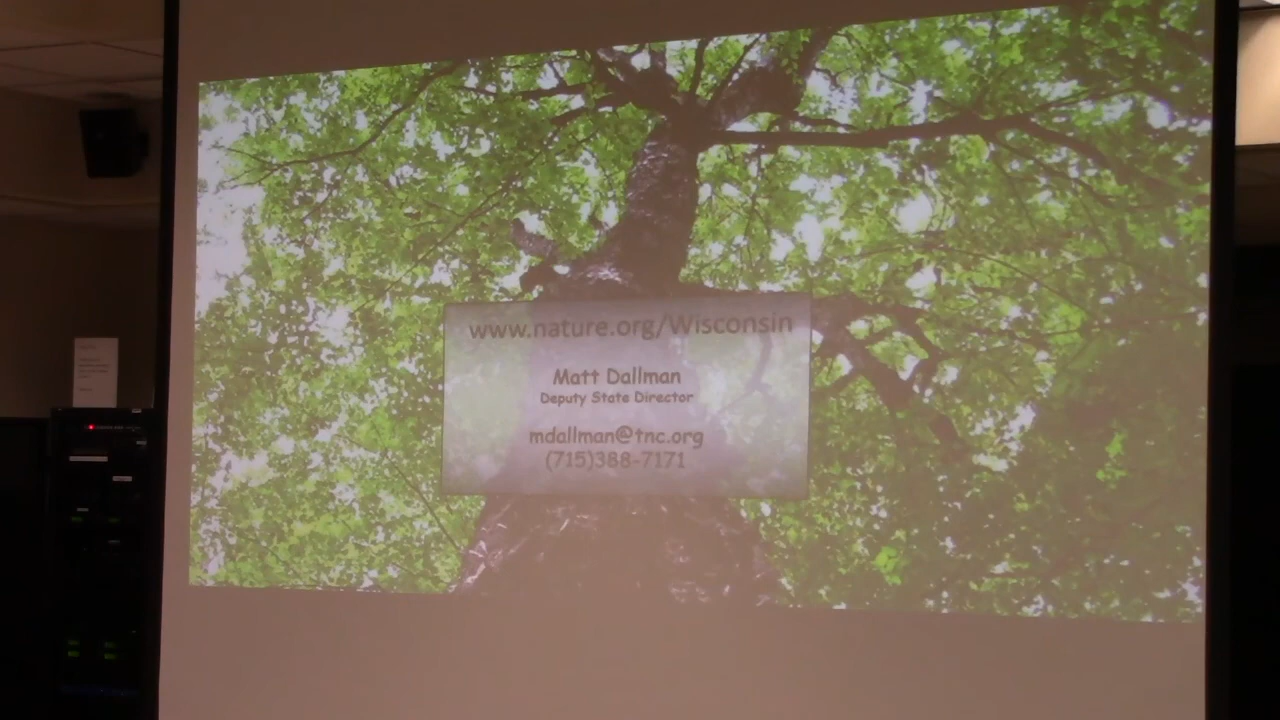 www.nature.org/Wisconsin
Matt Dallman
Deputy State Director
mdallman@tnc.org
(715)388-7171